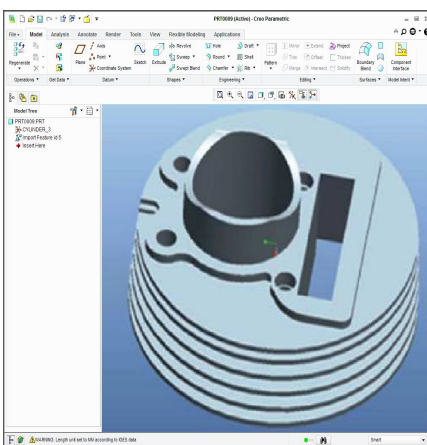 PRT0009 (Active) - Creo Parametric
File Model Analysis Annotate Render Tools View Flexible Modeling Applications
Regenerate
Plane
Axis
Point
Coordinate System
Sketch
Extrude
Revolve
Sweep
Swept Blend
Hole
Round
Chamfer
Draft
Shell
Rib
Pattern
Mirror
Trim
Merge
Extend
Offset
Intersect
Project
Thicken
Solidify
Boundary Blend
Component Interface
Operations Get Data Datum Shapes Engineering Editing Surfaces Model Intent
Model Tree
PRT0009.PRT
CYLINDER_3
Import Feature id 5
Insert Here
WARNING: Length unit set to MM according to IGES data
Smart